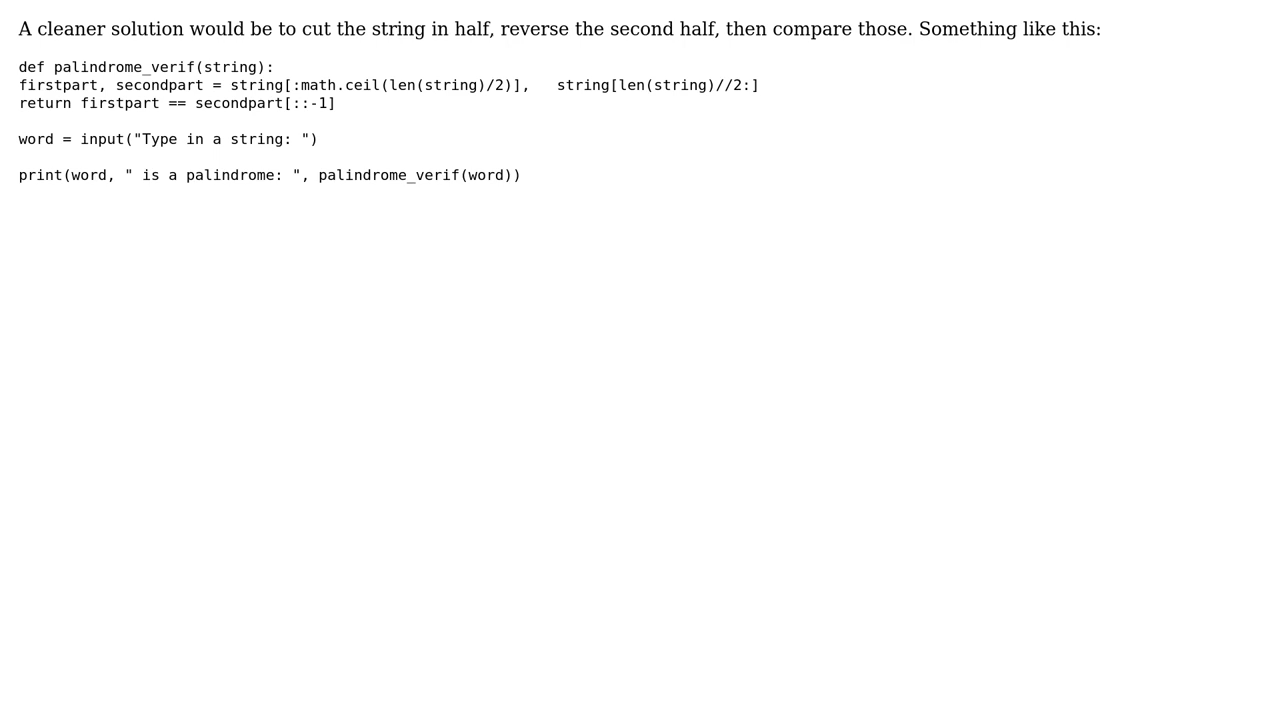 A cleaner solution would be to cut the string in half, reverse the second half, then compare those. Something like this:
def palindrome_verif(string):
firstpart, secondpart = string[:math.ceil(len(string)/2)],   string[len(string)//2:]
return firstpart == secondpart[::-1]
word = input("Type in a string: ")
print(word, " is a palindrome: ", palindrome_verif(word))